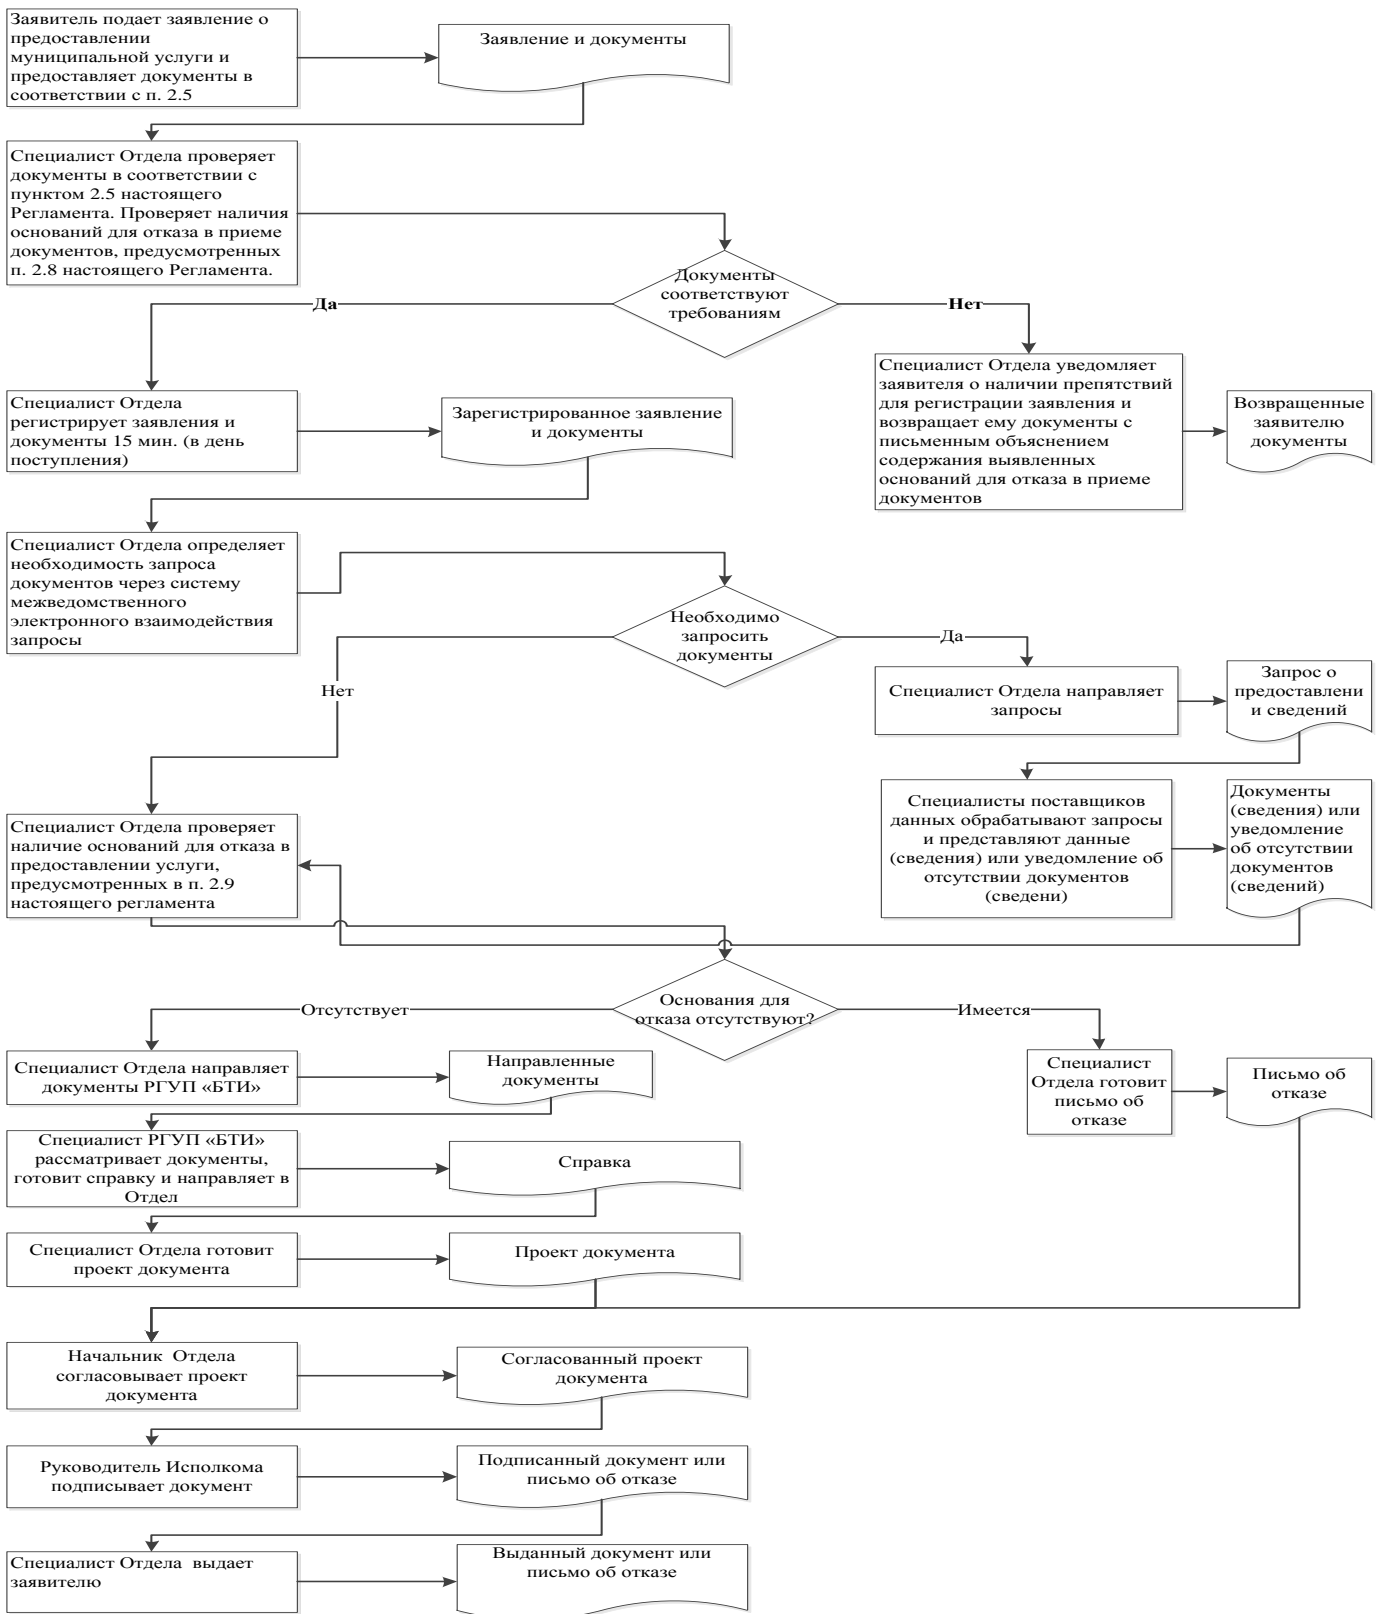 Заявитель подает заявление о
предоставлении
муниципальной услуги и
предоставляет документы в
соответствии с п. 2.5
Заявление и документы
Специалист Отдела проверяет
документы в соответствии с
пунктом 2.5 настоящего
Регламента. Проверяет наличия
оснований для отказа в приеме
документов, предусмотренных
п. 2.8 настоящего Регламента.
Документы
соответствуют
требованиям
Да
Нет
Специалист Отдела уведомляет
заявителя о наличии препятствий
для регистрации заявления и
возвращает ему документы с
письменным объяснением
содержания выявленных
оснований для отказа в приеме
документов
Возвращенные
заявителю
документы
Специалист Отдела
регистрирует заявления и
документы 15 мин. (в день
поступления)
Зарегистрированное заявление
и документы
Специалист Отдела определяет
необходимость запроса
документов через систему
межведомственного
электронного взаимодействия
запросы
Необходимо
запросить
документы
Да
Нет
Специалист Отдела направляет
запросы
Запрос о
предоставлени
и сведений
Специалисты поставщиков
данных обрабатывают запросы
и представляют данные
(сведения) или уведомление об
отсутствии документов
(сведени)
Документы
(сведения) или
уведомление
об отсутствии
документов
(сведений)
Специалист Отдела проверяет
наличие оснований для отказа в
предоставлении услуги,
предусмотренных в п. 2.9
настоящего регламента
Основания для
отказа отсутствуют?
Отсутствует
Имеется
Специалист Отдела направляет
документы РГУП «БТИ»
Направленные
документы
Специалист
Отдела готовит
письмо об
отказе
Письмо об
отказе
Специалист РГУП «БТИ»
рассматривает документы,
готовит справку и направляет в
Отдел
Справка
Специалист Отдела готовит
проект документа
Проект документа
Начальник  Отдела
согласовывает проект
документа
Согласованный проект
документа
Руководитель Исполкома
подписывает документ
Подписанный документ или
письмо об отказе
Специалист Отдела  выдает
заявителю
Выданный документ или
письмо об отказе